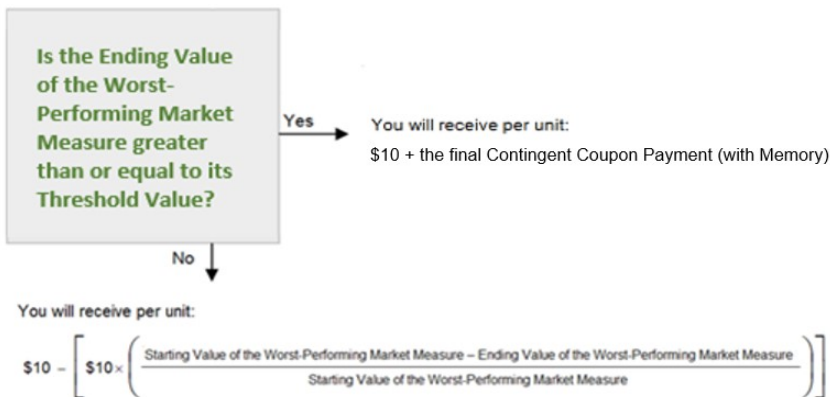 Is the Ending Value
of the Worst-
Performing Market
Measure greater
than or equal to its
Threshold Value?
Yes
You will receive per unit:
$10 + the final Contingent Coupon Payment (with Memory)
No
You will receive per unit:
$10 – [ $10 × ( Starting Value of the Worst-Performing Market Measure – Ending Value of the Worst-Performing Market Measure
Starting Value of the Worst-Performing Market Measure ) ]